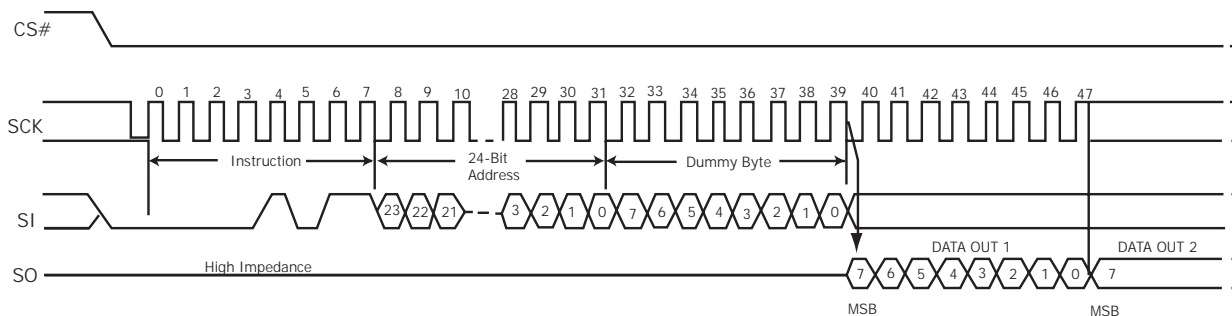 CS#
0 1 2 3 4 5 6 7 8 9 10 28 29 30 31 32 33 34 35 36 37 38 39 40 41 42 43 44 45 46 47
SCK
Instruction
24-Bit
Address
Dummy Byte
SI
23 22 21 3 2 1 0 7 6 5 4 3 2 1 0
DATA OUT 1
DATA OUT 2
High Impedance
SO
7 6 5 4 3 2 1 0 7
MSB
MSB